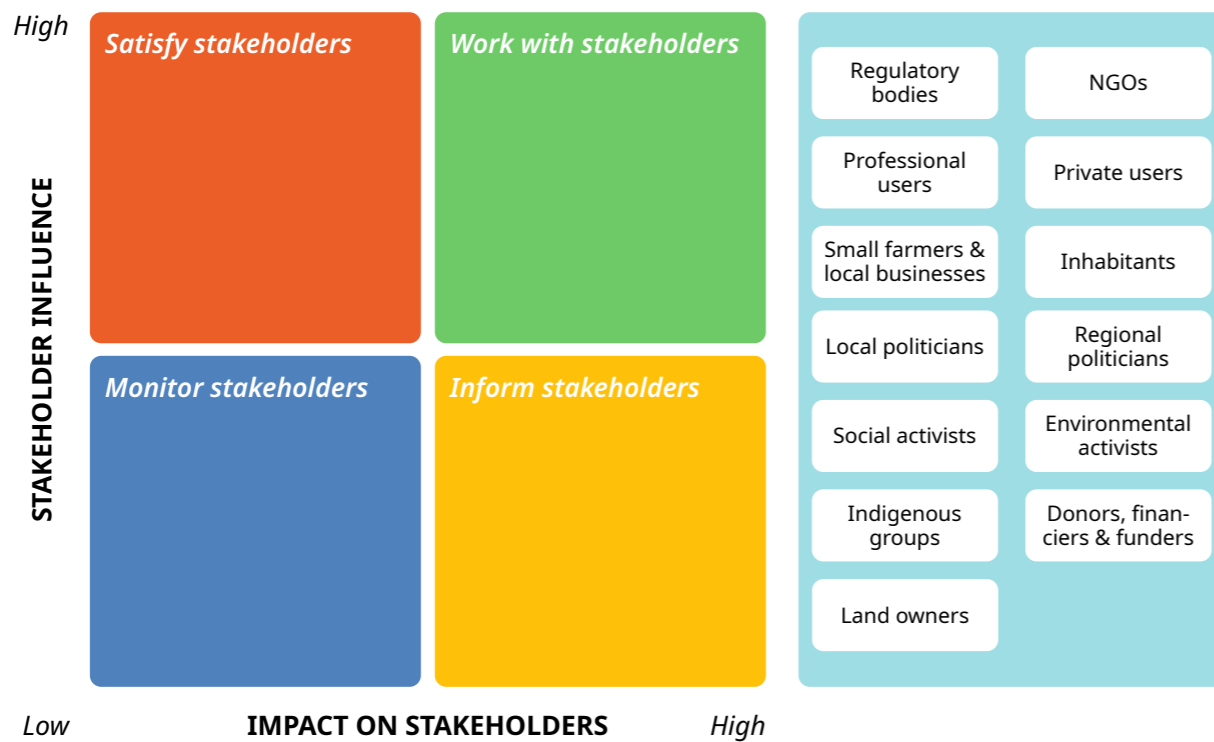 High
Satisfy stakeholders
Work with stakeholders
STAKEHOLDER INFLUENCE
Monitor stakeholders
Inform stakeholders
Low
IMPACT ON STAKEHOLDERS
High
Regulatory
bodies
NGOs
Professional
users
Private users
Small farmers &
local businesses
Inhabitants
Local politicians
Regional
politicians
Social activists
Environmental
activists
Indigenous
groups
Donors, finan-
ciers & funders
Land owners